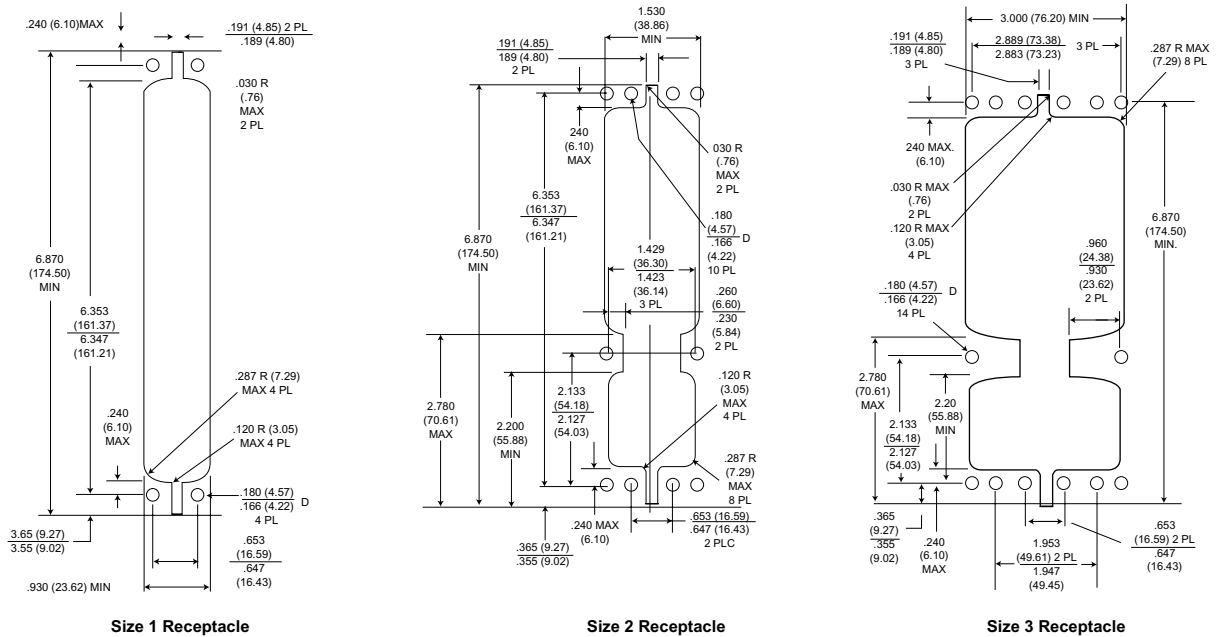 .240 (6.10)MAX
.191 (4.85) 2 PL
.189 (4.80)
.030 R
(.76)
MAX
2 PL
6.870
(174.50)
MIN
6.353
(161.37)
6.347
(161.21)
.287 R (7.29)
MAX 4 PL
.240
(6.10)
MAX
.120 R (3.05)
MAX 4 PL
.180 (4.57)
.166 (4.22)
D
4 PL
3.65 (9.27)
3.55 (9.02)
.653
(16.59)
.647
(16.43)
.930 (23.62) MIN
Size 1 Receptacle
1.530
(38.86)
MIN
191 (4.85)
189 (4.80)
2 PL
240
(6.10)
MAX
030 R
(.76)
MAX
2 PL
6.353
(161.37)
6.347
(161.21)
6.870
(174.50)
MIN
.180
(4.57)
.166
(4.22)
D
10 PL
1.429
(36.30)
1.423
(36.14)
3 PL
.260
(6.60)
.230
(5.84)
2 PL
2.780
(70.61)
MAX
2.200
(55.88)
MIN
2.133
(54.18)
2.127
(54.03)
.120 R
(3.05)
MAX
4 PL
.287 R
(7.29)
MAX
8 PL
.240 MAX
(6.10)
.365 (9.27)
.355 (9.02)
.653 (16.59)
.647 (16.43)
2 PLC
Size 2 Receptacle
3.000 (76.20) MIN
.191 (4.85)
.189 (4.80)
3 PL
2.889 (73.38)
2.883 (73.23)
3 PL
.287 R MAX
(7.29) 8 PL
240 MAX.
(6.10)
.030 R MAX
(.76)
2 PL
.120 R MAX
(3.05)
4 PL
6.870
(174.50)
MIN.
.960
(24.38)
.930
(23.62)
2 PL
.180 (4.57)
.166 (4.22)
D
14 PL
2.780
(70.61)
MAX
2.133
(54.18)
2.127
(54.03)
2.20
(55.88)
MIN
.365
(9.27)
.355
(9.02)
.240
(6.10)
MAX
1.953
(49.61) 2 PL
1.947
(49.45)
.653
(16.59) 2 PL
.647
(16.43)
Size 3 Receptacle